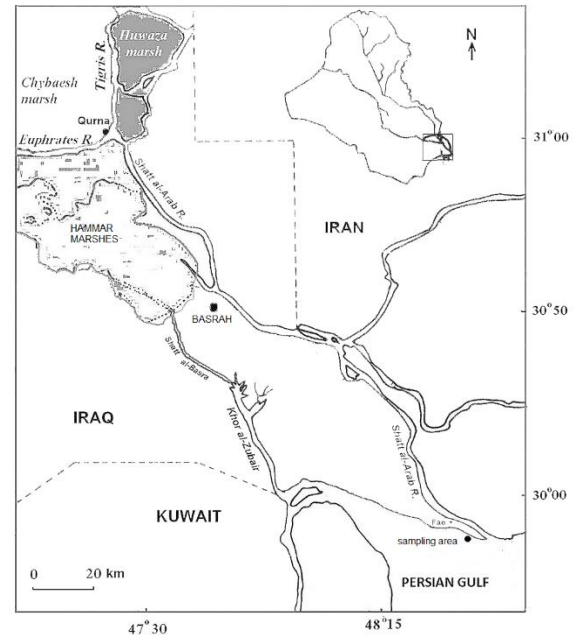 Huwaza
marsh
N
Tigris R.
Chybaesh
marsh
Qurna
Euphrates R.
31°00
Shatt al-Arab R.
HAMMAR
MARSHES
IRAN
BASRAH
30°50
Shatt al-Basra
IRAQ
Khor al-Zubair
Shatt al-Arab R.
30°00
KUWAIT
Fao
sampling area
0 20 km
PERSIAN GULF
47°30
48°15